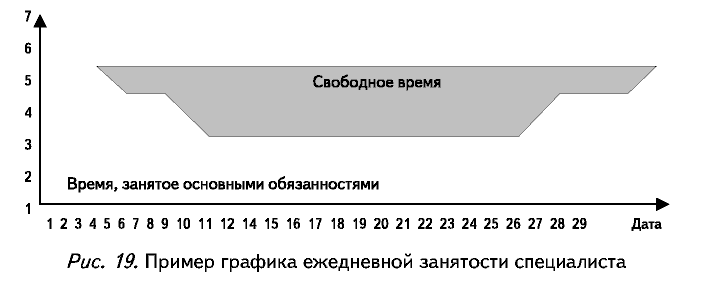 7
6
5
4
3
2
1
Свободное время
Время, занятое основными обязанностями
1 2 3 4 5 6 7 8 9 10 11 12 13 14 15 16 17 18 19 20 21 22 23 24 25 26 27 28 29 Дата
Рис. 19. Пример графика ежедневной занятости специалиста